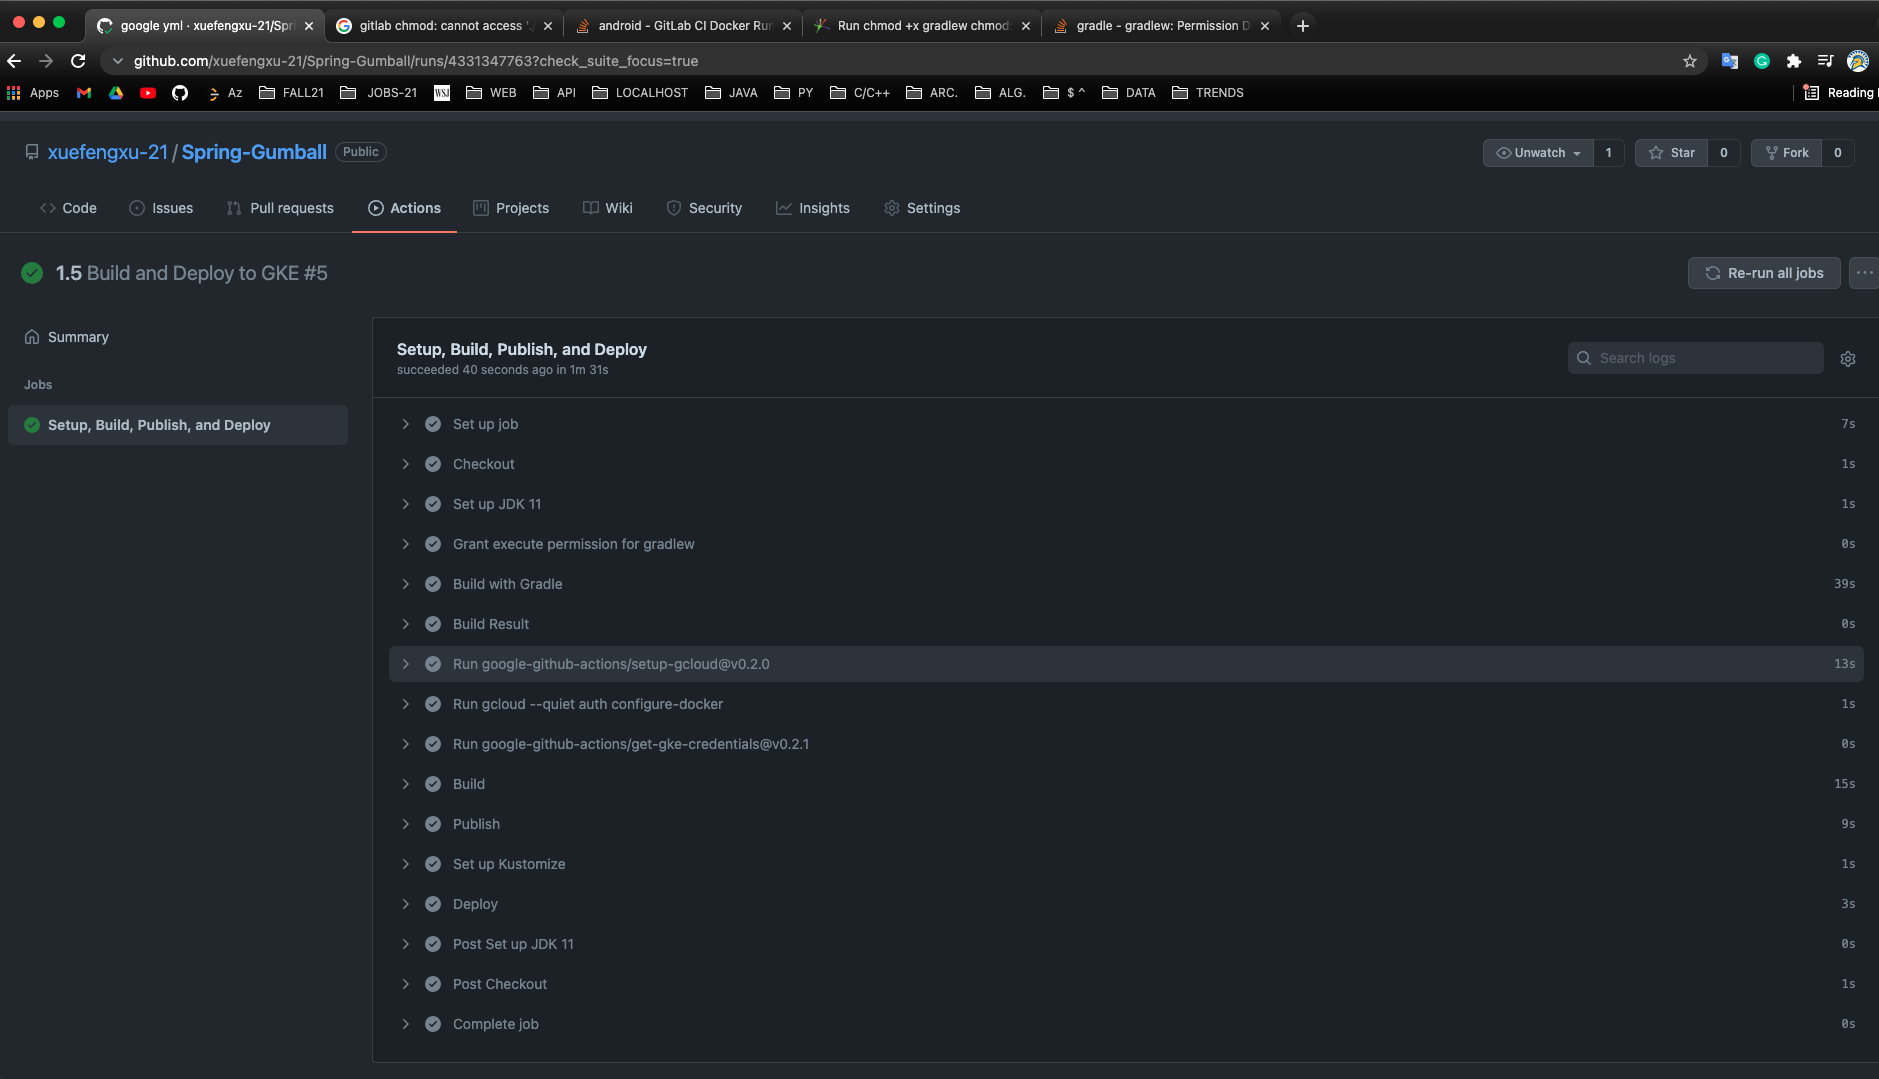 google yml · xuefengxu-21/Spri
gitlab chmod: cannot access './
android - GitLab CI Docker Run
Run chmod +x gradlew chmod:
gradle - gradlew: Permission D
github.com/xuefengxu-21/Spring-Gumball/runs/4331347763?check_suite_focus=true
Apps Az FALL21 JOBS-21 WSJ WEB API LOCALHOST JAVA PY C/C++ ARC. ALG. $ ^ DATA TRENDS Reading
xuefengxu-21 / Spring-Gumball Public
Unwatch 1 Star 0 Fork 0
Code Issues Pull requests Actions Projects Wiki Security Insights Settings
1.5 Build and Deploy to GKE #5
Re-run all jobs
Summary
Jobs
Setup, Build, Publish, and Deploy
Setup, Build, Publish, and Deploy
succeeded 40 seconds ago in 1m 31s
Search logs
Set up job 7s
Checkout 1s
Set up JDK 11 1s
Grant execute permission for gradlew 0s
Build with Gradle 39s
Build Result 0s
Run google-github-actions/setup-gcloud@v0.2.0 13s
Run gcloud --quiet auth configure-docker 1s
Run google-github-actions/get-gke-credentials@v0.2.1 0s
Build 15s
Publish 9s
Set up Kustomize 1s
Deploy 3s
Post Set up JDK 11 0s
Post Checkout 1s
Complete job 0s